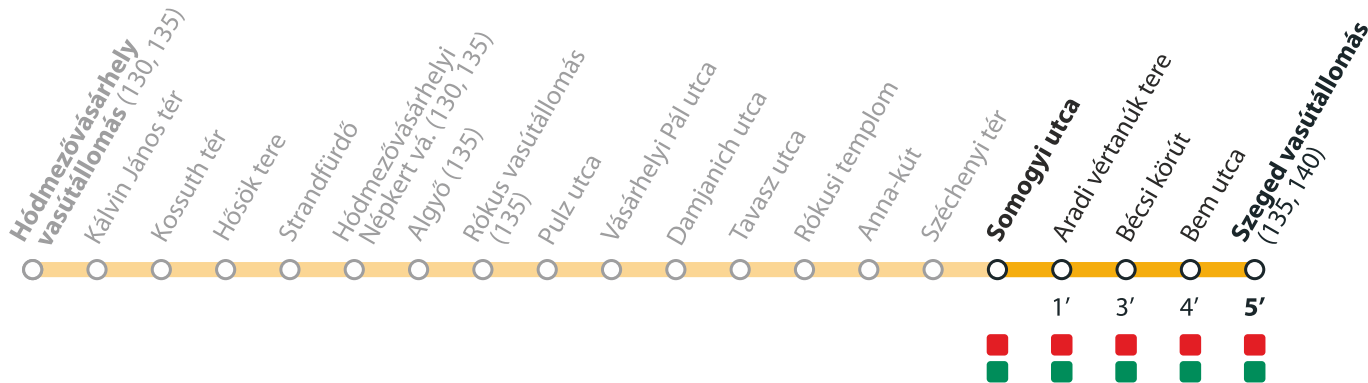 Hódmezővásárhely
vasútállomás (130, 135)
Kálvin János tér
Kossuth tér
Hősök tere
Strandfürdő
Hódmezővásárhelyi
Népkert vá. (130, 135)
Algyő (135)
Rókus vasútállomás
(135)
Pulz utca
Vásárhelyi Pál utca
Damjanich utca
Tavasz utca
Rókusi templom
Anna-kút
Széchenyi tér
Somogyi utca
Aradi vértanúk tere
Bécsi körút
Bem utca
Szeged vasútállomás
(135, 140)
1’ 3’ 4’ 5’